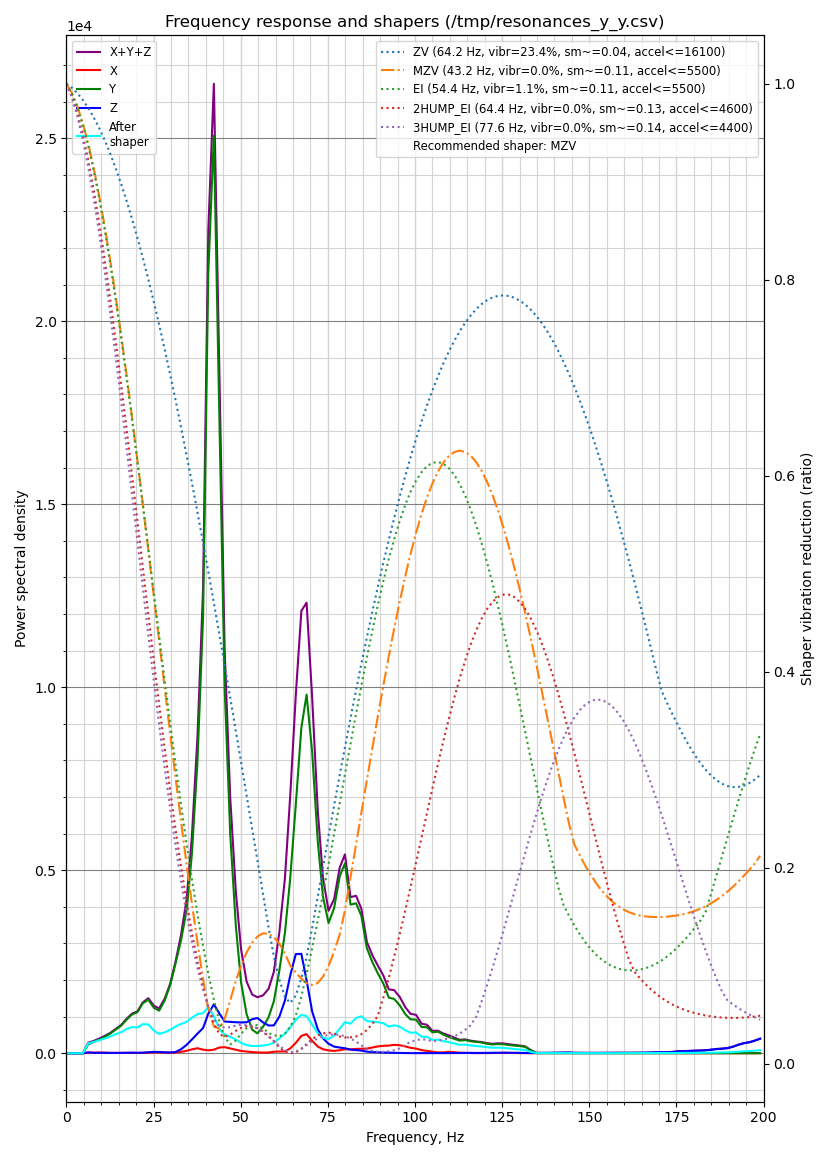 Frequency response and shapers (/tmp/resonances_y_y.csv)
1e4
X+Y+Z
X
Y
Z
After
shaper
ZV (64.2 Hz, vibr=23.4%, sm~=0.04, accel<=16100)
MZV (43.2 Hz, vibr=0.0%, sm~=0.11, accel<=5500)
EI (54.4 Hz, vibr=1.1%, sm~=0.11, accel<=5500)
2HUMP_EI (64.4 Hz, vibr=0.0%, sm~=0.13, accel<=4600)
3HUMP_EI (77.6 Hz, vibr=0.0%, sm~=0.14, accel<=4400)
Recommended shaper: MZV
2.5
2.0
1.5
1.0
0.5
0.0
Power spectral density
1.0
0.8
0.6
0.4
0.2
0.0
Shaper vibration reduction (ratio)
0 25 50 75 100 125 150 175 200
Frequency, Hz